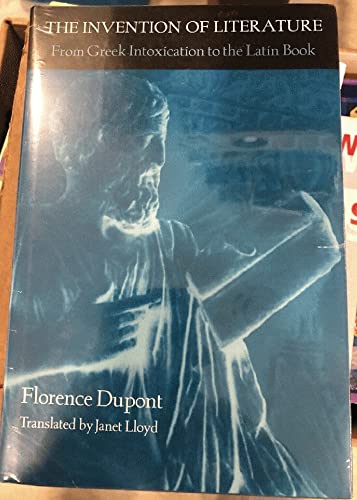 THE INVENTION OF LITERATURE
From Greek Intoxication to the Latin Book
W
S
Florence Dupont
Translated by Janet Lloyd